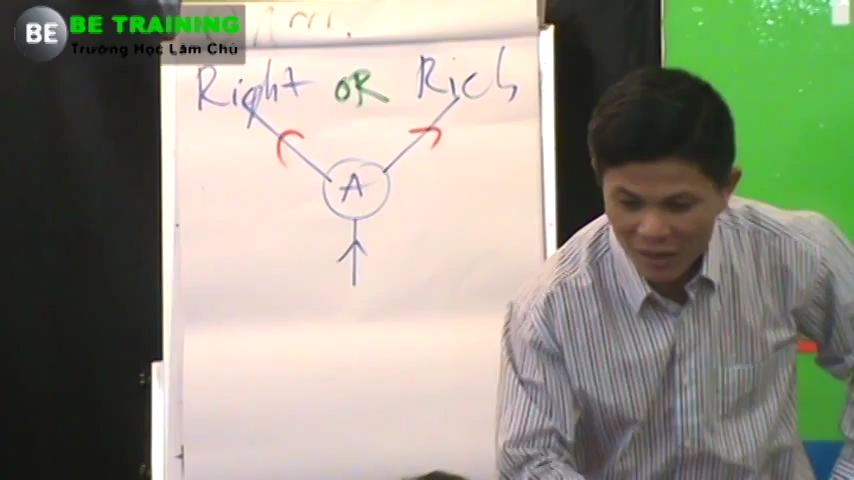 BE
BE TRAINING
Trường Học Làm Chủ
Right OR Rich
A